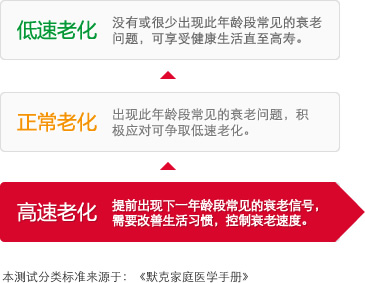 低速老化
没有或很少出现此年龄段常见的衰老
问题，可享受健康生活直至高寿。
正常老化
出现此年龄段常见的衰老问题，积
极应对可争取低速老化。
高速老化
提前出现下一年龄段常见的衰老信号，
需要改善生活习惯，控制衰老速度。
本测试分类标准来源于：《默克家庭医学手册》